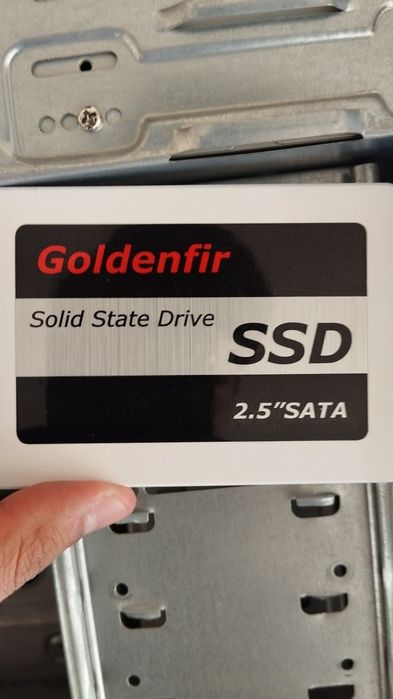 Goldenfir
Solid State Drive
SSD
2.5"SATA